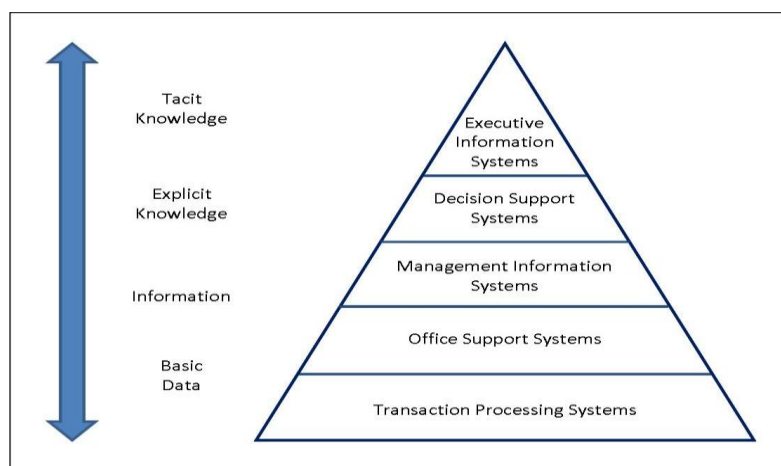 Tacit
Knowledge
Explicit
Knowledge
Information
Basic
Data
Executive
Information
Systems
Decision Support
Systems
Management Information
Systems
Office Support Systems
Transaction Processing Systems